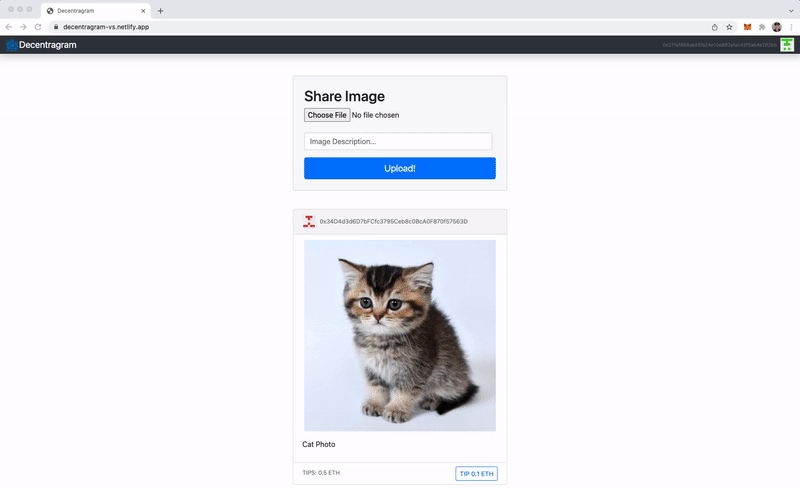 Decentragram
decentragram-vs.netlify.app
Decentragram
Share Image
Choose File No file chosen
Image Description...
Upload!
0x34D4d3d6D7bFCfc3795Ceb8c0BcA0F870f57563D
Cat Photo
TIPS: 0.5 ETH
TIP 0.1 ETH